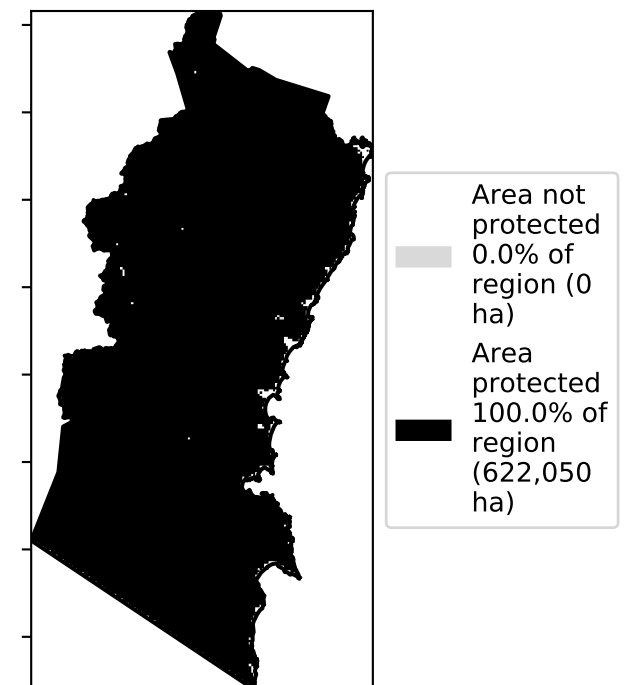 Area not
protected
0.0% of
region (0
ha)
Area
protected
100.0% of
region
(622,050
ha)